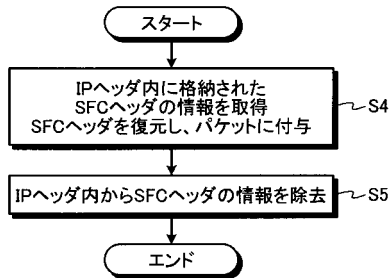 スタート
IPヘッダ内に格納された
SFCヘッダの情報を取得
SFCヘッダを復元し、パケットに付与
S4
IPヘッダ内からSFCヘッダの情報を除去
S5
エンド